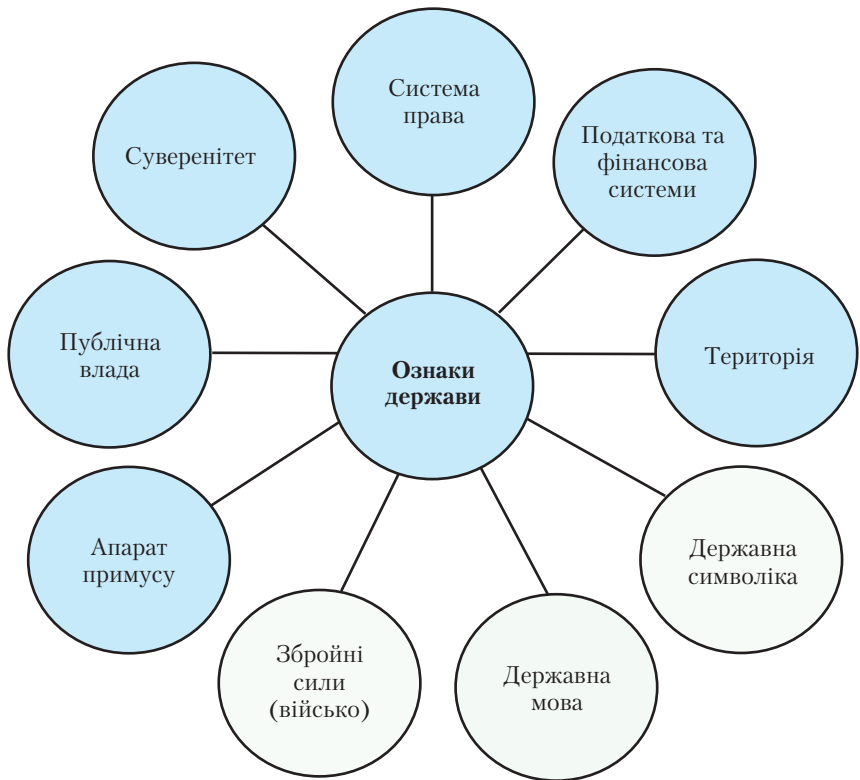 Система
права
Суверенітет
Податкова та
фінансова
системи
Публічна
влада
Ознаки
держави
Територія
Апарат
примусу
Державна
символіка
Збройні
сили
(військо)
Державна
мова